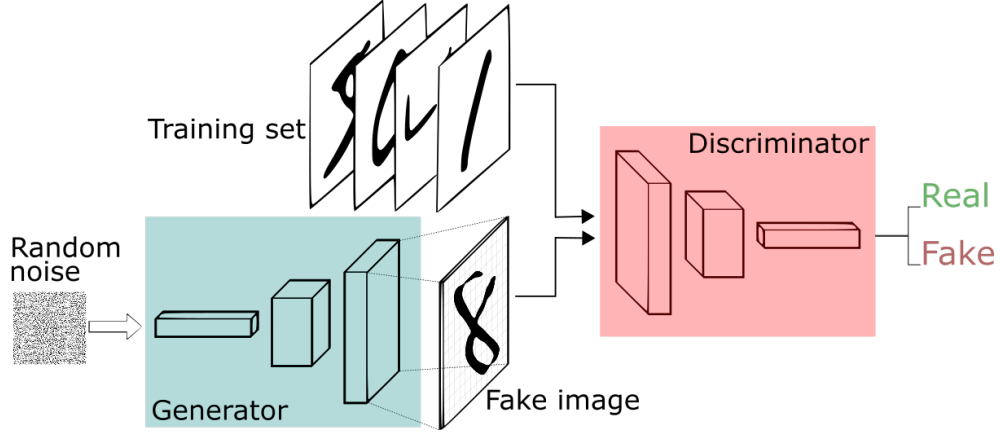 Training set
Discriminator
Real
Fake
Random
noise
Generator
Fake image